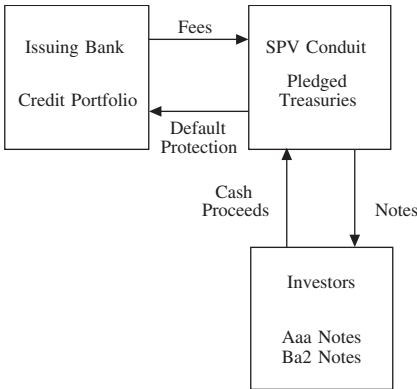 Issuing Bank
Credit Portfolio
Fees
Default
Protection
SPV Conduit
Pledged
Treasuries
Cash
Proceeds
Notes
Investors
Aaa Notes
Ba2 Notes